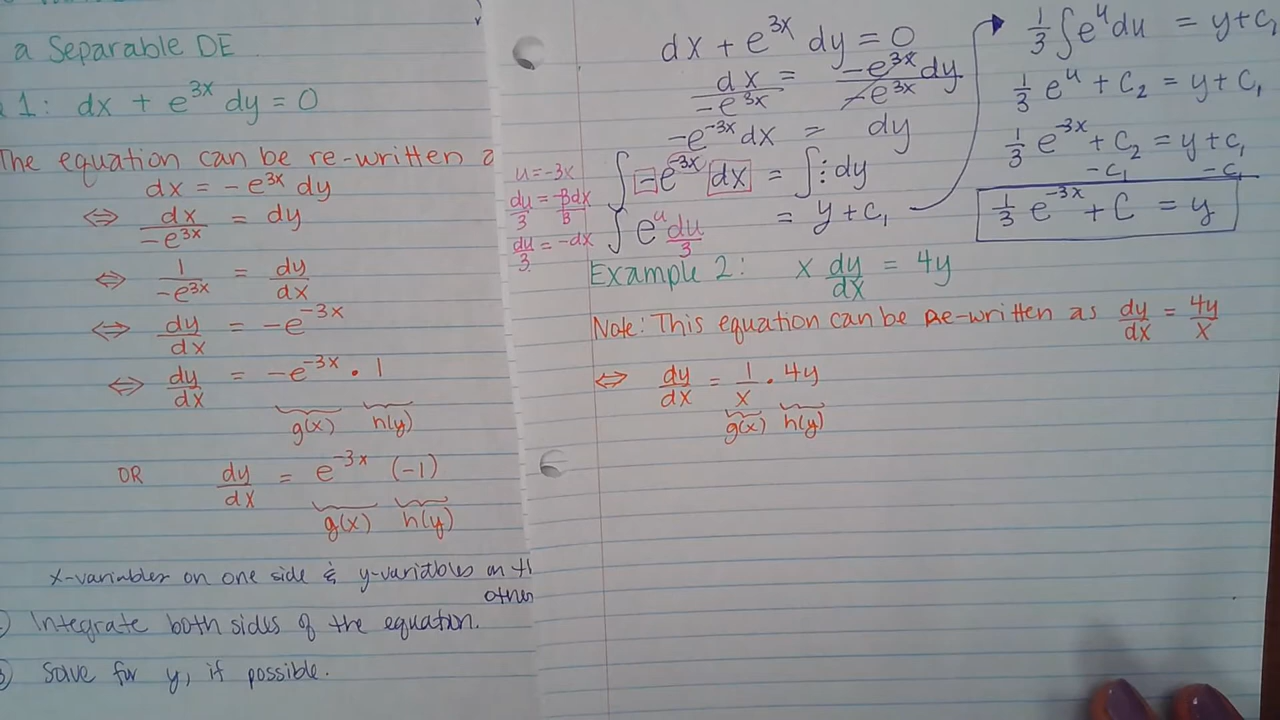 a Separable DE
1: dx + e^{3x} dy = 0
The equation can be re-written
dx = -e^{3x} dy
⇔ dx/-e^{3x} = dy
⇔ 1/-e^{3x} = dy/dx
⇔ dy/dx = -e^{-3x}
⇔ dy/dx = -e^{-3x} • 1
g(x) h(y)
OR dy/dx = e^{-3x} (-1)
g(x) h(y)
x-variables on one side & y-variables on
other
Integrate both sides of the equation.
Solve for y, if possible.
dx + e^{3x} dy = 0
dx/-e^{3x} = -e^{3x} dy/-e^{3x}
-e^{-3x} dx = dy
∫ -e^{-3x} dx = ∫ dy
u = -3x
du/3 = -3dx/3
du/3 = -dx
∫ e^u du/3 = y + c₁
1/3 ∫ e^u du = y + c₁
1/3 e^u + C₂ = y + C₁
1/3 e^{-3x} + C₂ = y + C₁
-C₁ -C₁
1/3 e^{-3x} + C = y
Example 2: x dy/dx = 4y
Note: This equation can be re-written as dy/dx = 4y/x
⇔ dy/dx = 1/x • 4y
g(x) h(y)